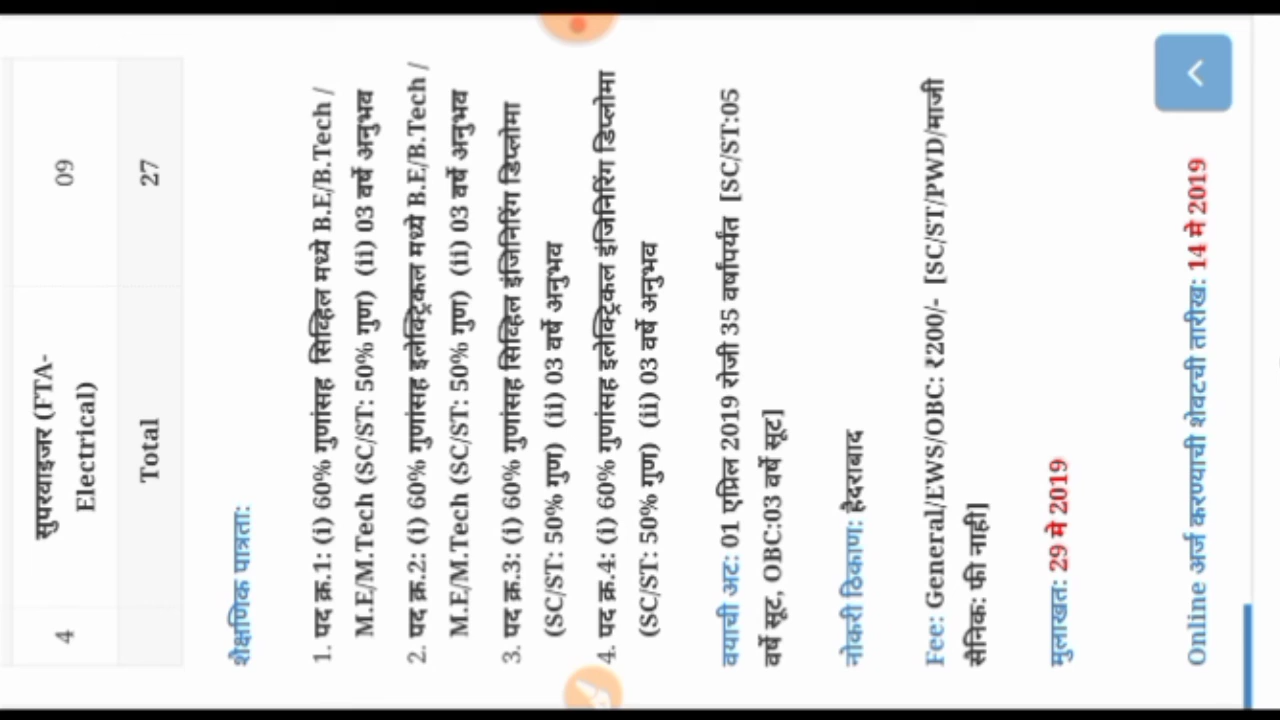 4 सुपरवाइजर (FTA- 09
Electrical)
Total 27
शैक्षणिक पात्रता:
1. पद क्र.1: (i) 60% गुणांसह सिव्हिल मध्ये B.E/B.Tech /
M.E/M.Tech (SC/ST: 50% गुण) (ii) 03 वर्षे अनुभव
2. पद क्र.2: (i) 60% गुणांसह इलेक्ट्रिकल मध्ये B.E/B.Tech /
M.E/M.Tech (SC/ST: 50% गुण) (ii) 03 वर्षे अनुभव
3. पद क्र.3: (i) 60% गुणांसह सिव्हिल इंजिनिरिंग डिप्लोमा
(SC/ST: 50% गुण) (ii) 03 वर्षे अनुभव
4. पद क्र.4: (i) 60% गुणांसह इलेक्ट्रिकल इंजिनिरिंग डिप्लोमा
(SC/ST: 50% गुण) (ii) 03 वर्षे अनुभव
वयाची अट: 01 एप्रिल 2019 रोजी 35 वर्षांपर्यंत [SC/ST:05
वर्षे सूट, OBC:03 वर्षे सूट]
नोकरी ठिकाण: हैदराबाद
Fee: General/EWS/OBC: ₹200/- [SC/ST/PWD/माजी
सैनिक: फी नाही]
मुलाखत: 29 मे 2019
Online अर्ज करण्याची शेवटची तारीख: 14 मे 2019